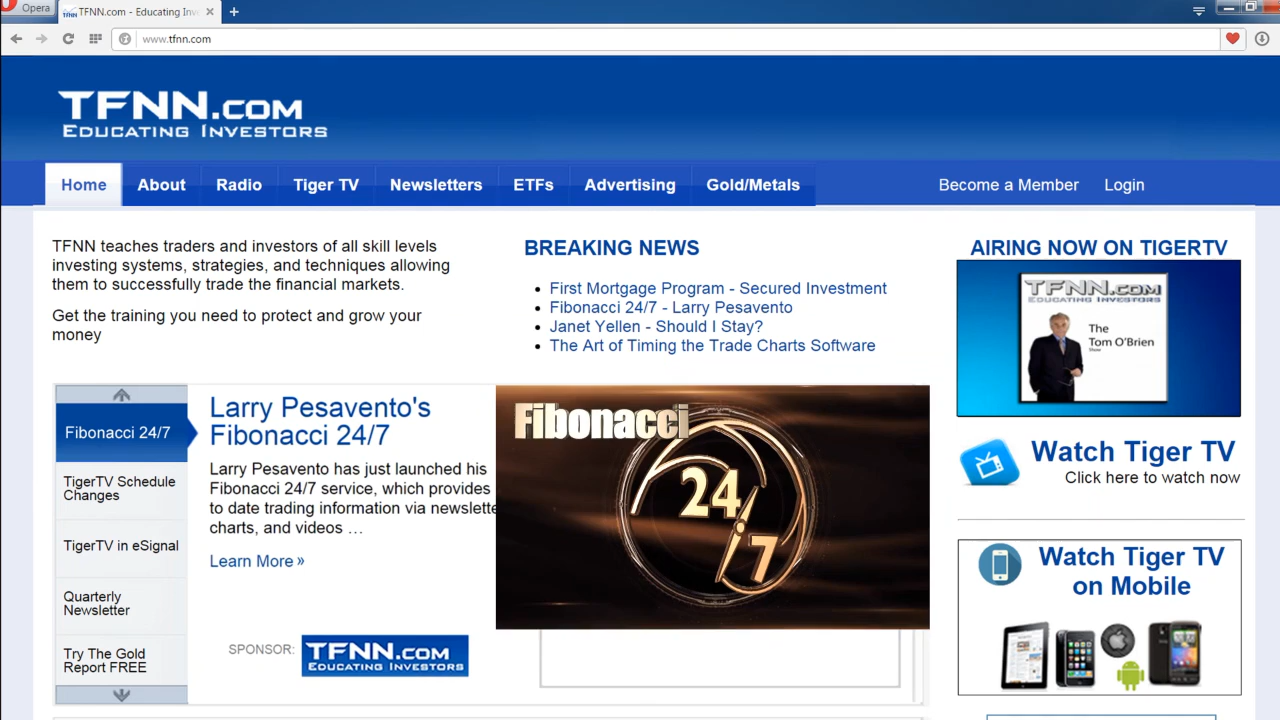 Opera
TFNN.com - Educating Inv
www.tfnn.com
TFNN.COM
EDUCATING INVESTORS
Home
About
Radio
Tiger TV
Newsletters
ETFs
Advertising
Gold/Metals
Become a Member
Login
TFNN teaches traders and investors of all skill levels
investing systems, strategies, and techniques allowing
them to successfully trade the financial markets.
Get the training you need to protect and grow your
money
BREAKING NEWS
First Mortgage Program - Secured Investment
Fibonacci 24/7 - Larry Pesavento
Janet Yellen - Should I Stay?
The Art of Timing the Trade Charts Software
AIRING NOW ON TIGERTV
TFNN.COM
EDUCATING INVESTORS
The
Tom O'Brien
Show
Watch Tiger TV
Click here to watch now
Watch Tiger TV
on Mobile
Fibonacci 24/7
TigerTV Schedule
Changes
TigerTV in eSignal
Quarterly
Newsletter
Try The Gold
Report FREE
Larry Pesavento's
Fibonacci 24/7
Larry Pesavento has just launched his
Fibonacci 24/7 service, which provides
to date trading information via newslette
charts, and videos …
Learn More »
Fibonacci
24/7
SPONSOR:
TFNN.COM
EDUCATING INVESTORS